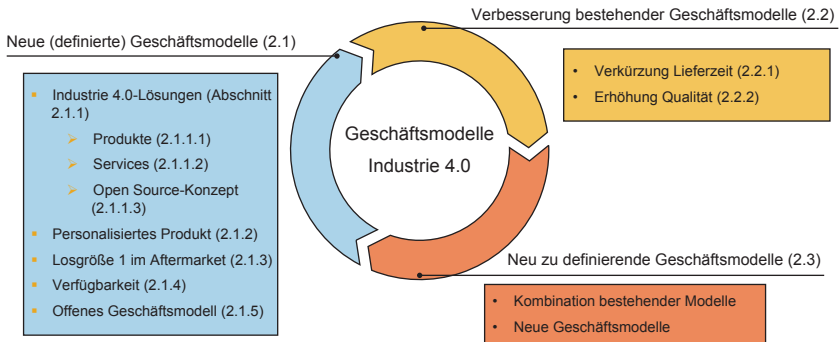 Neue (definierte) Geschäftsmodelle (2.1)
Industrie 4.0-Lösungen (Abschnitt
2.1.1)
Produkte (2.1.1.1)
Services (2.1.1.2)
Open Source-Konzept
(2.1.1.3)
Personalisiertes Produkt (2.1.2)
Losgröße 1 im Aftermarket (2.1.3)
Verfügbarkeit (2.1.4)
Offenes Geschäftsmodell (2.1.5)
Geschäftsmodelle
Industrie 4.0
Verbesserung bestehender Geschäftsmodelle (2.2)
Verkürzung Lieferzeit (2.2.1)
Erhöhung Qualität (2.2.2)
Neu zu definierende Geschäftsmodelle (2.3)
Kombination bestehender Modelle
Neue Geschäftsmodelle